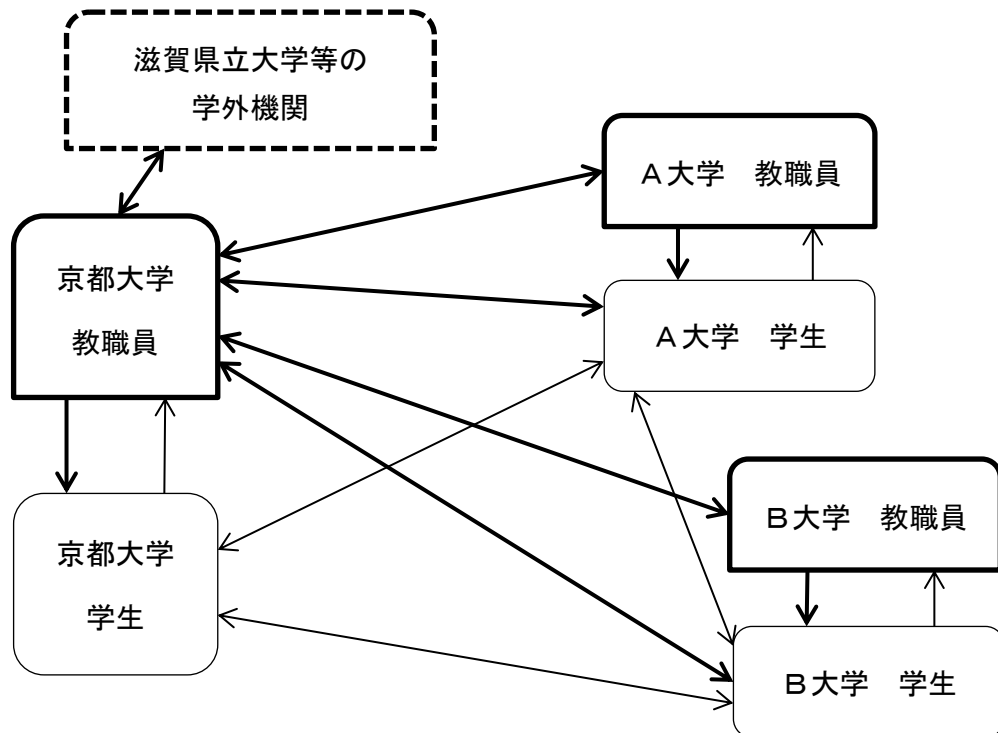 滋賀県立大学等の
学外機関
A大学　教職員
京都大学
教職員
A大学　学生
B大学　教職員
京都大学
学生
B大学　学生